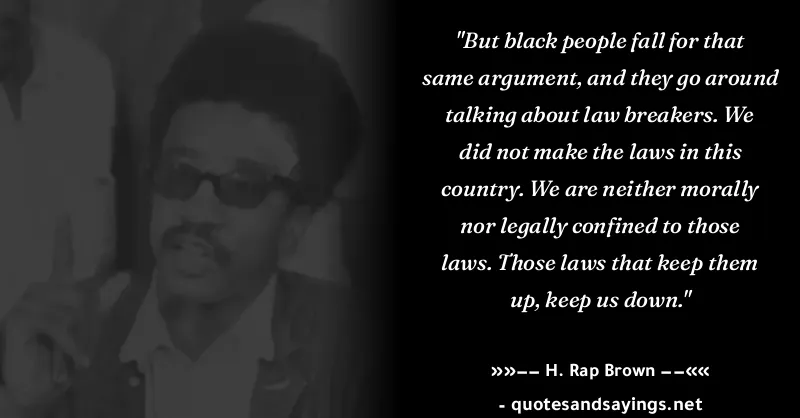 "But black people fall for that
same argument, and they go around
talking about law breakers. We
did not make the laws in this
country. We are neither morally
nor legally confined to those
laws. Those laws that keep them
up, keep us down."
»»–– H. Rap Brown ––««
- quotesandsayings.net